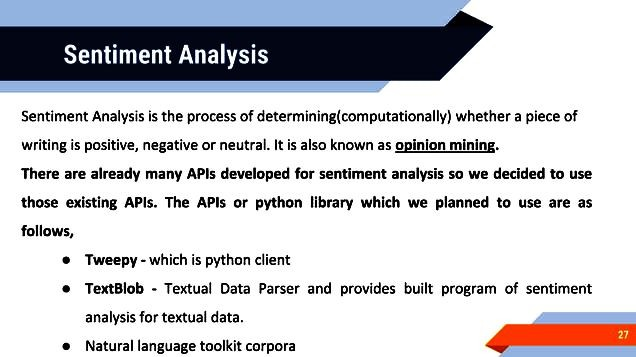 Sentiment Analysis
Sentiment Analysis is the process of determining(computationally) whether a piece of
writing is positive, negative or neutral. It is also known as opinion mining.
There are already many APIs developed for sentiment analysis so we decided to use
those existing APIs. The APIs or python library which we planned to use are as
follows,
● Tweepy - which is python client
● TextBlob - Textual Data Parser and provides built program of sentiment
analysis for textual data.
● Natural language toolkit corpora
27